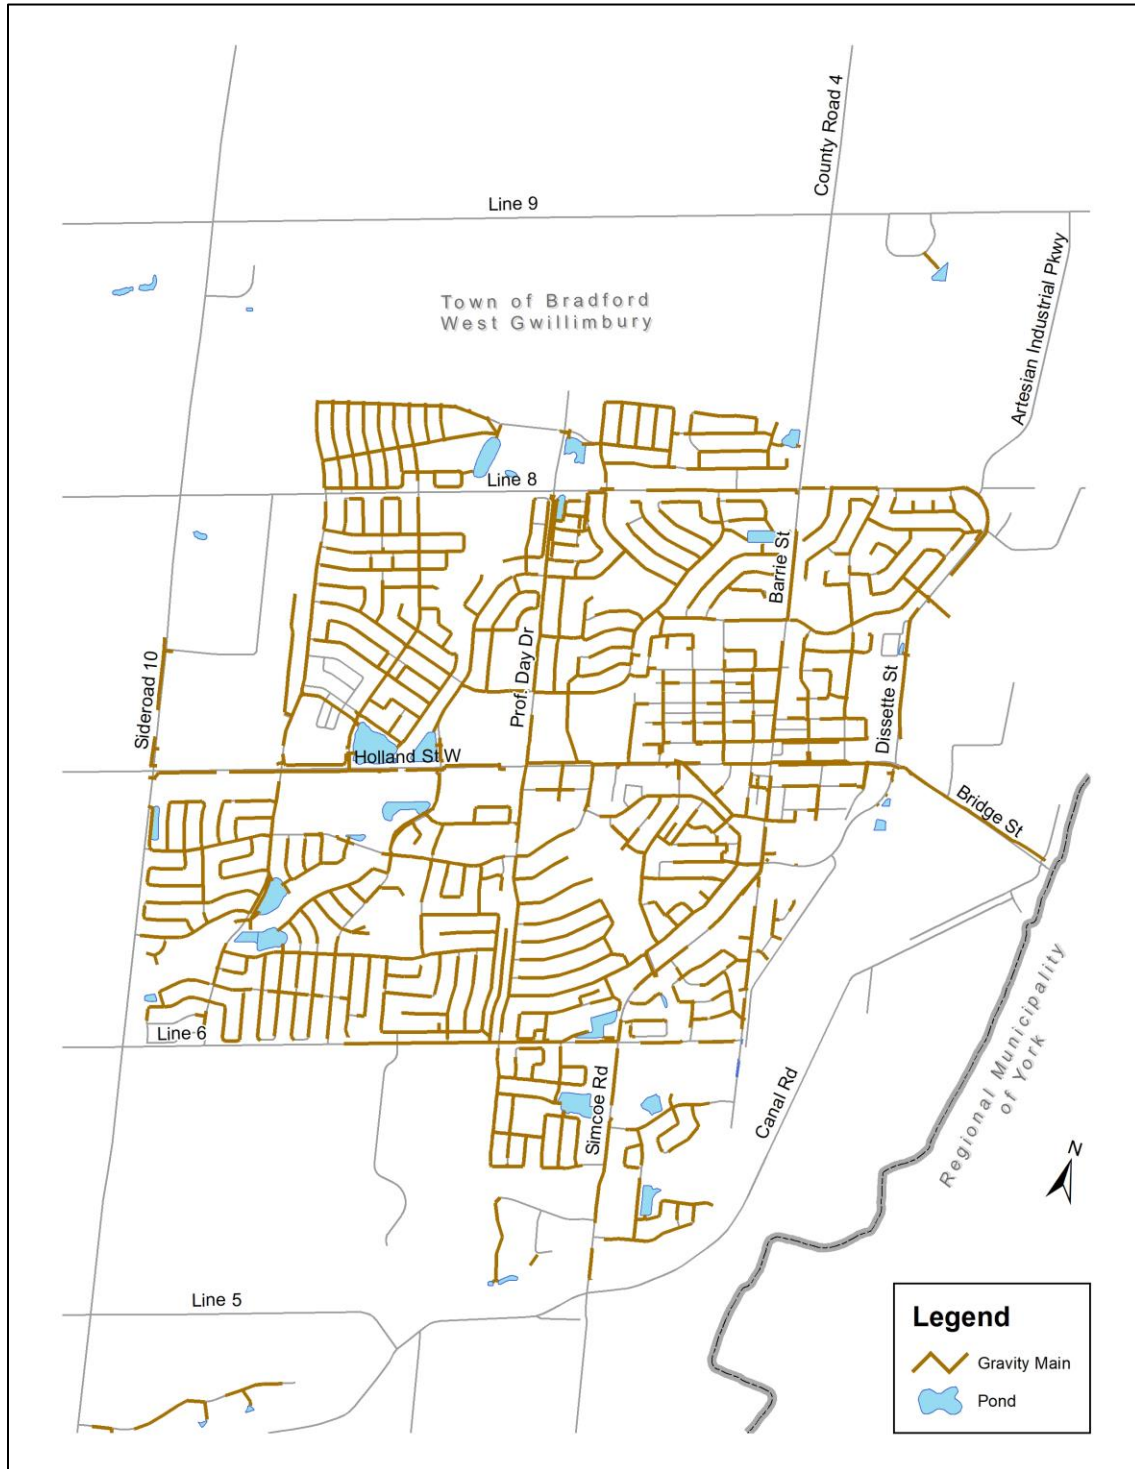 County Road 4
Line 9
Artesian Industrial Pkwy
Town of Bradford
West Gwillimbury
Line 8
Barrie St
Prof. Day Dr
Sideroad 10
Dissette St
Holland St W
Bridge St
Line 6
Simcoe Rd
Canal Rd
Regional Municipality
of York
N
Line 5
Legend
Gravity Main
Pond